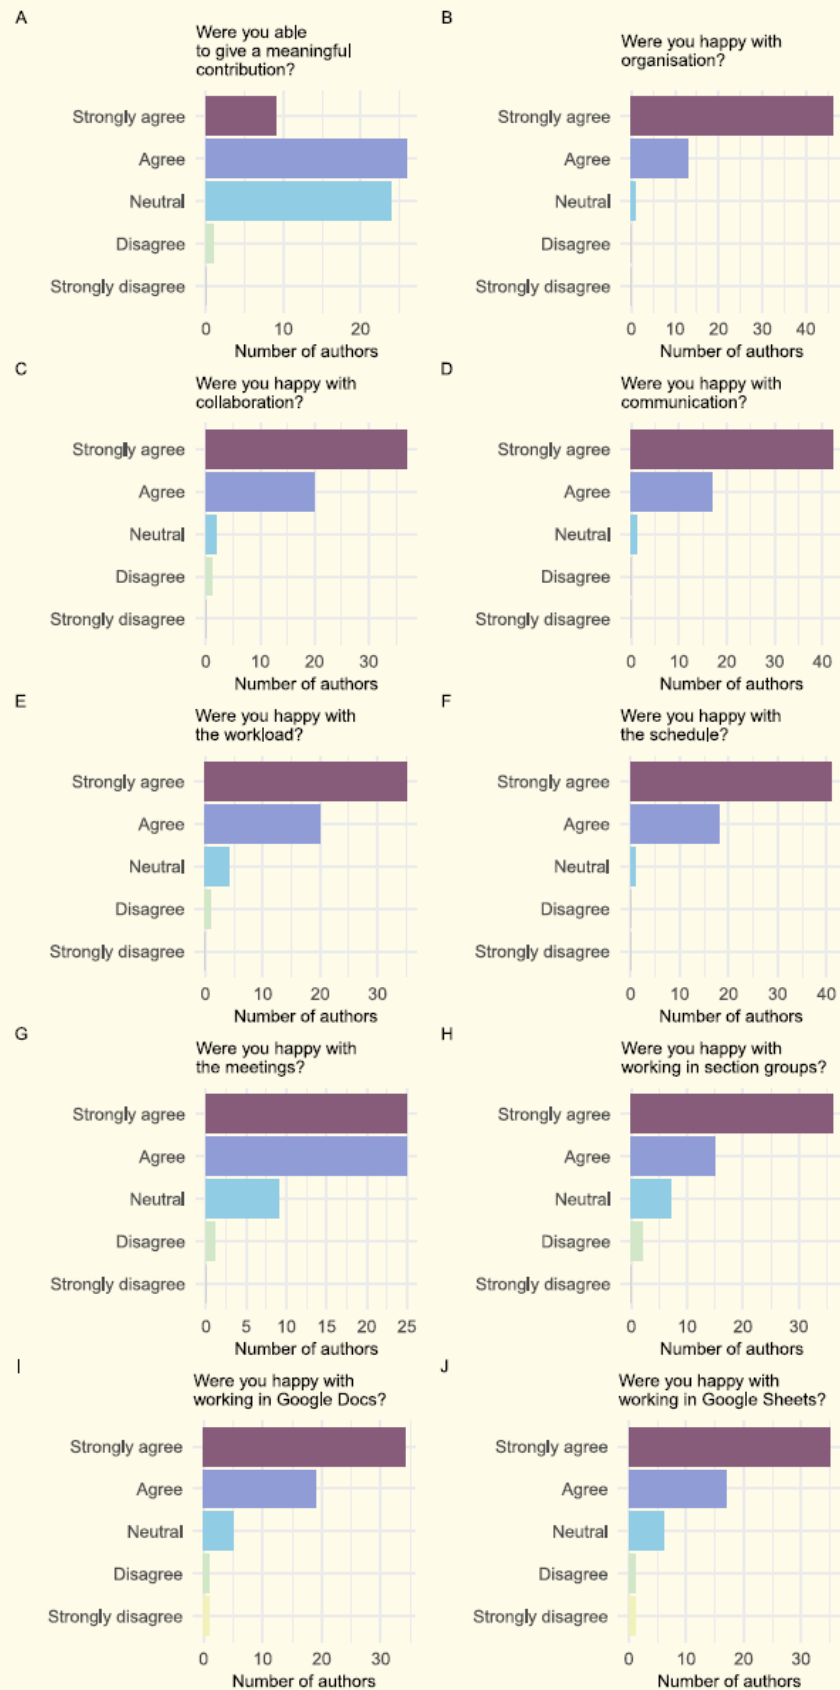 A
Were you able
to give a meaningful
contribution?
Strongly agree
Agree
Neutral
Disagree
Strongly disagree
0 10 20
Number of authors
B
Were you happy with
organisation?
Strongly agree
Agree
Neutral
Disagree
Strongly disagree
0 10 20 30 40
Number of authors
C
Were you happy with
collaboration?
Strongly agree
Agree
Neutral
Disagree
Strongly disagree
0 10 20 30
Number of authors
D
Were you happy with
communication?
Strongly agree
Agree
Neutral
Disagree
Strongly disagree
0 10 20 30 40
Number of authors
E
Were you happy with
the workload?
Strongly agree
Agree
Neutral
Disagree
Strongly disagree
0 10 20 30
Number of authors
F
Were you happy with
the schedule?
Strongly agree
Agree
Neutral
Disagree
Strongly disagree
0 10 20 30 40
Number of authors
G
Were you happy with
the meetings?
Strongly agree
Agree
Neutral
Disagree
Strongly disagree
0 5 10 15 20 25
Number of authors
H
Were you happy with
working in section groups?
Strongly agree
Agree
Neutral
Disagree
Strongly disagree
0 10 20 30
Number of authors
I
Were you happy with
working in Google Docs?
Strongly agree
Agree
Neutral
Disagree
Strongly disagree
0 10 20 30
Number of authors
J
Were you happy with
working in Google Sheets?
Strongly agree
Agree
Neutral
Disagree
Strongly disagree
0 10 20 30
Number of authors